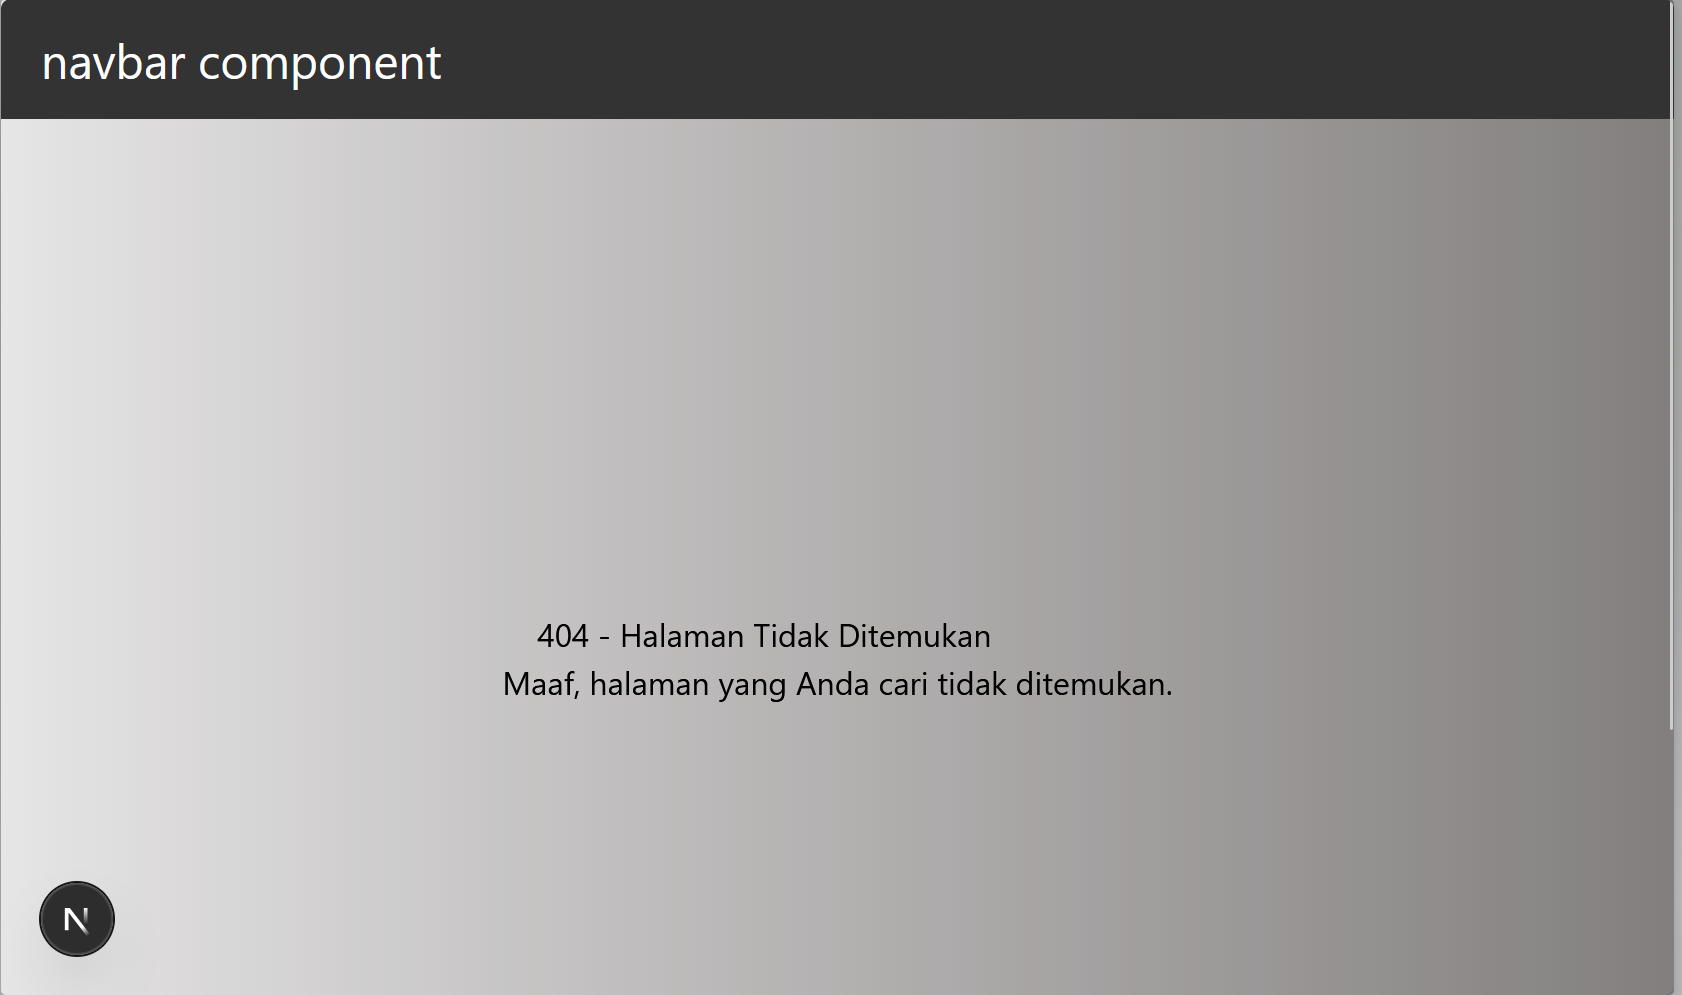 navbar component
404 - Halaman Tidak Ditemukan
Maaf, halaman yang Anda cari tidak ditemukan.
N